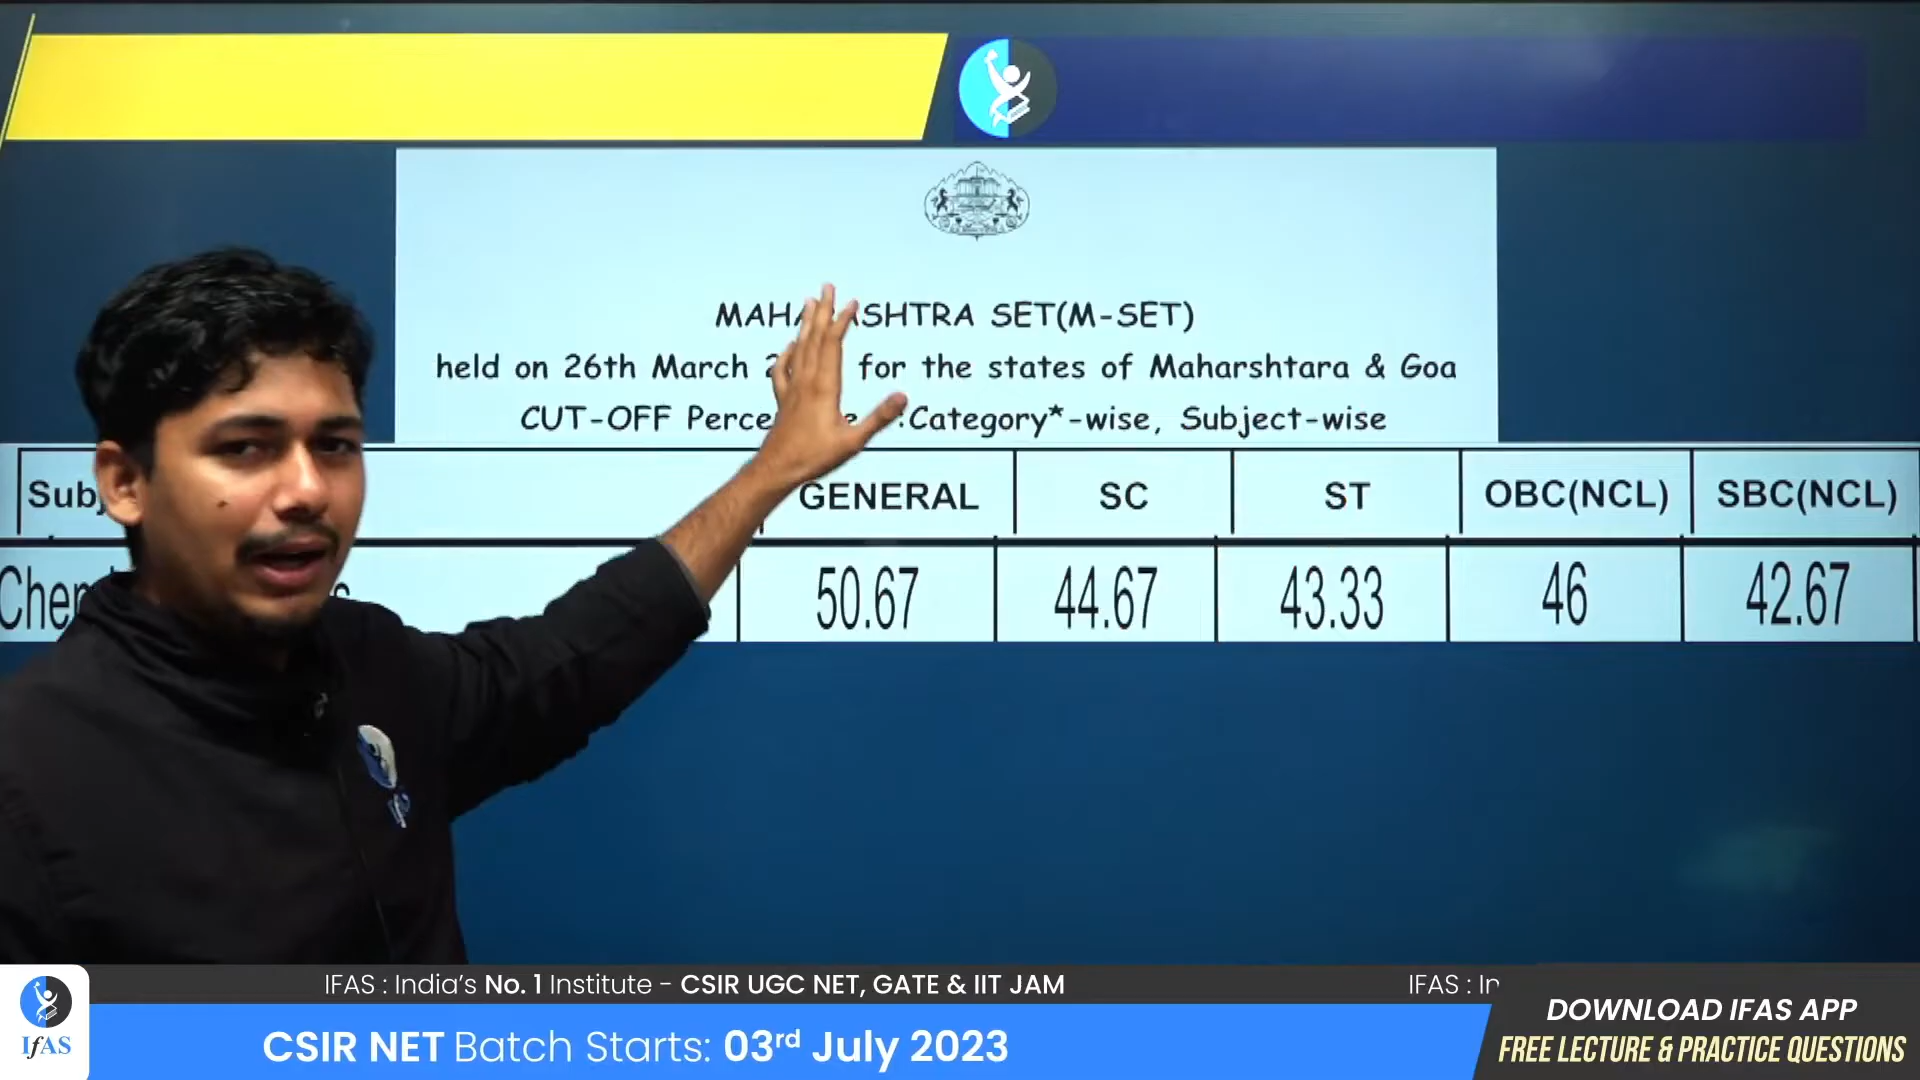 SET(M-SET)
held on 26th March for the states of Maharshtara & Goa
CUT-OFF Category*-wise, Subject-wise
GENERAL SC ST OBC(NCL) SBC(NCL)
50.67 44.67 43.33 46 42.67
IFAS : India's No. 1 Institute - CSIR UGC NET, GATE & IIT JAM IFAS :
DOWNLOAD IFAS APP
IFAS CSIR NET Batch Starts: 03rd July 2023
FREE LECTURE & PRACTICE QUESTIONS